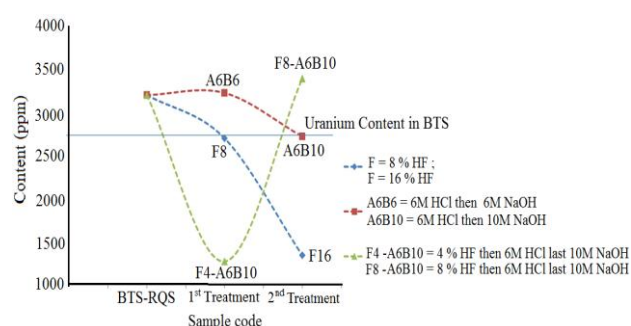 Content (ppm)
4000
3500
3000
2500
2000
1500
1000
A6B6
F8-A6B10
Uranium Content in BTS
F8
A6B10
F4-A6B10
F16
BTS-RQS
1st Treatment
2nd Treatment
Sample code
F = 8 % HF ;
F = 16 % HF
A6B6 = 6M HCl then 6M NaOH
A6B10 = 6M HCl then 10M NaOH
F4 -A6B10 = 4 % HF then 6M HCl last 10M NaOH
F8 -A6B10 = 8 % HF then 6M HCl last 10M NaOH